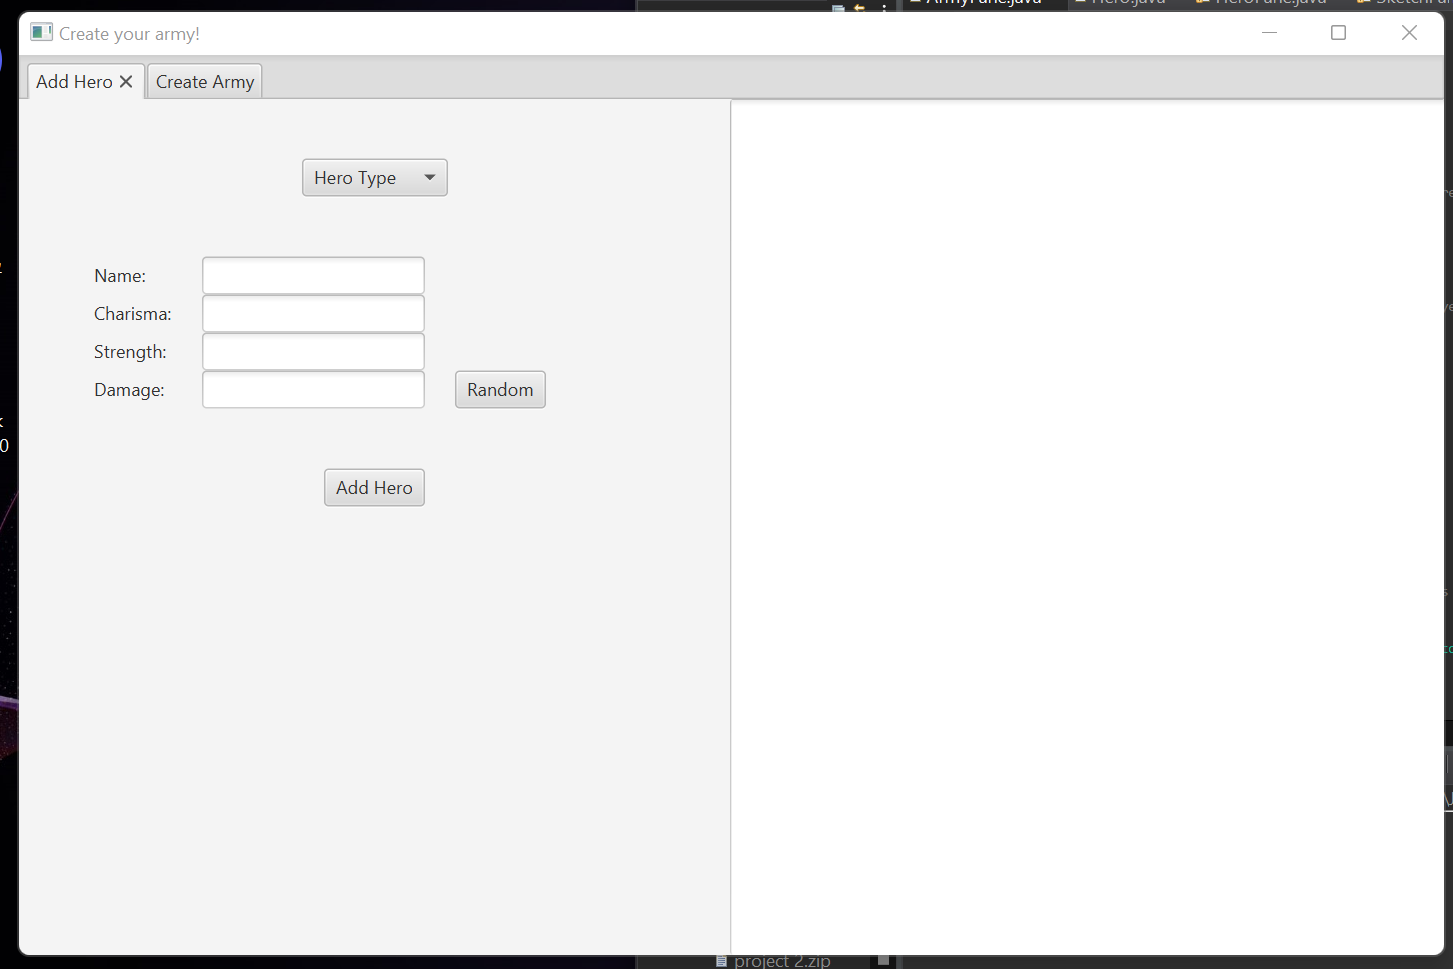 Create your army!
Add Hero
Create Army
Hero Type
Name:
Charisma:
Strength:
Damage:
Random
Add Hero
project 2.zip